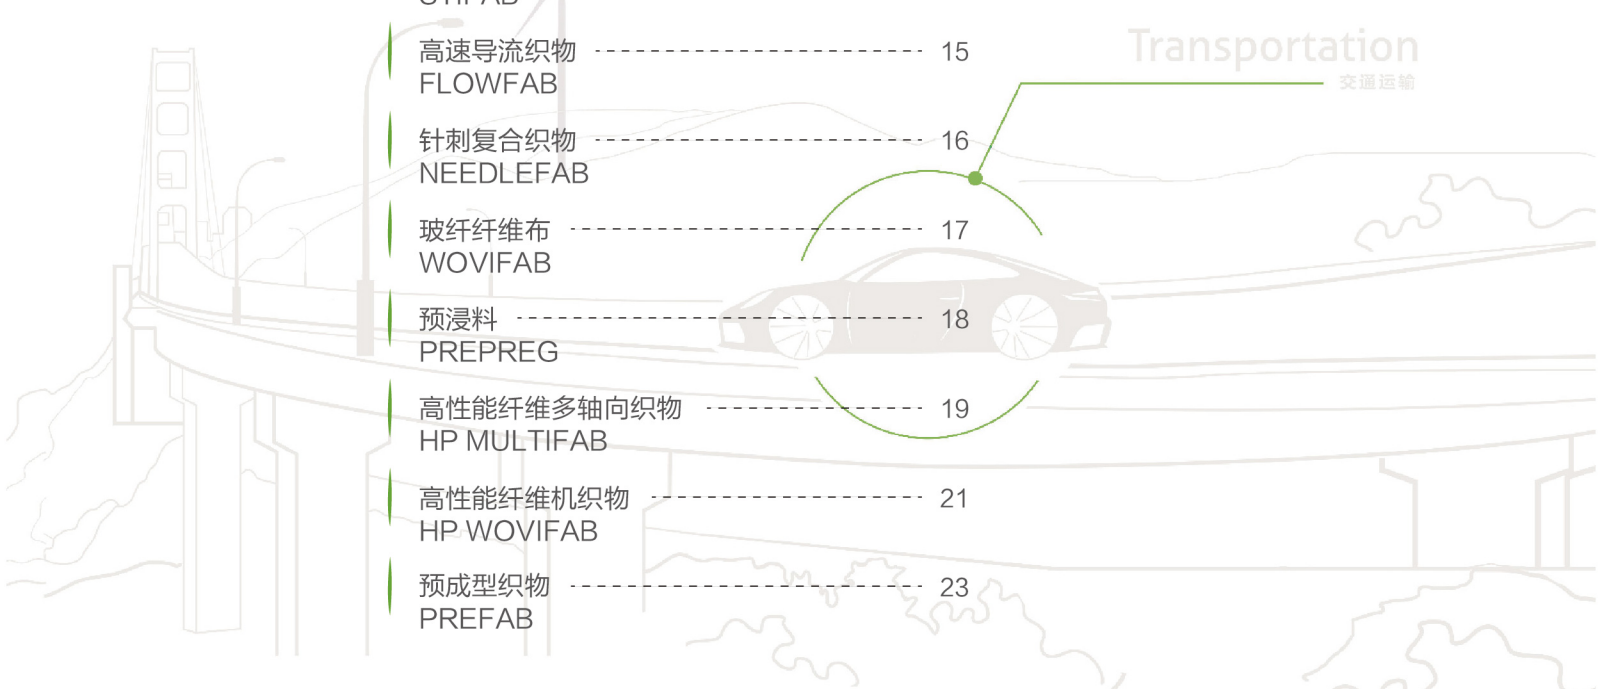 高速导流织物 15
FLOWFAB
针刺复合织物 16
NEEDLEFAB
玻纤纤维布 17
WOVIFAB
预浸料 18
PREPREG
高性能纤维多轴向织物 19
HP MULTIFAB
高性能纤维机织物 21
HP WOVIFAB
预成型织物 23
PREFAB
Transportation
交通运输